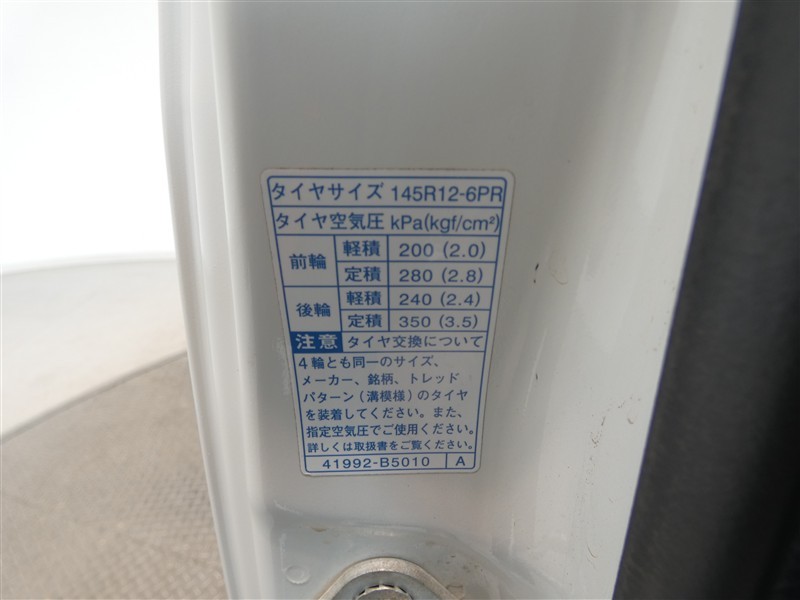 タイヤサイズ 145R12-6PR
タイヤ空気圧 kPa(kgf/cm²)
前輪 軽積 200 (2.0)
定積 280 (2.8)
後輪 軽積 240 (2.4)
定積 350 (3.5)
注意 タイヤ交換について
4輪とも同一のサイズ、
メーカー、銘柄、トレッド
パターン（溝模様）のタイヤ
を装着してください。また、
指定空気圧でご使用ください。
詳しくは取扱書をご覧ください。
41992-B5010 A